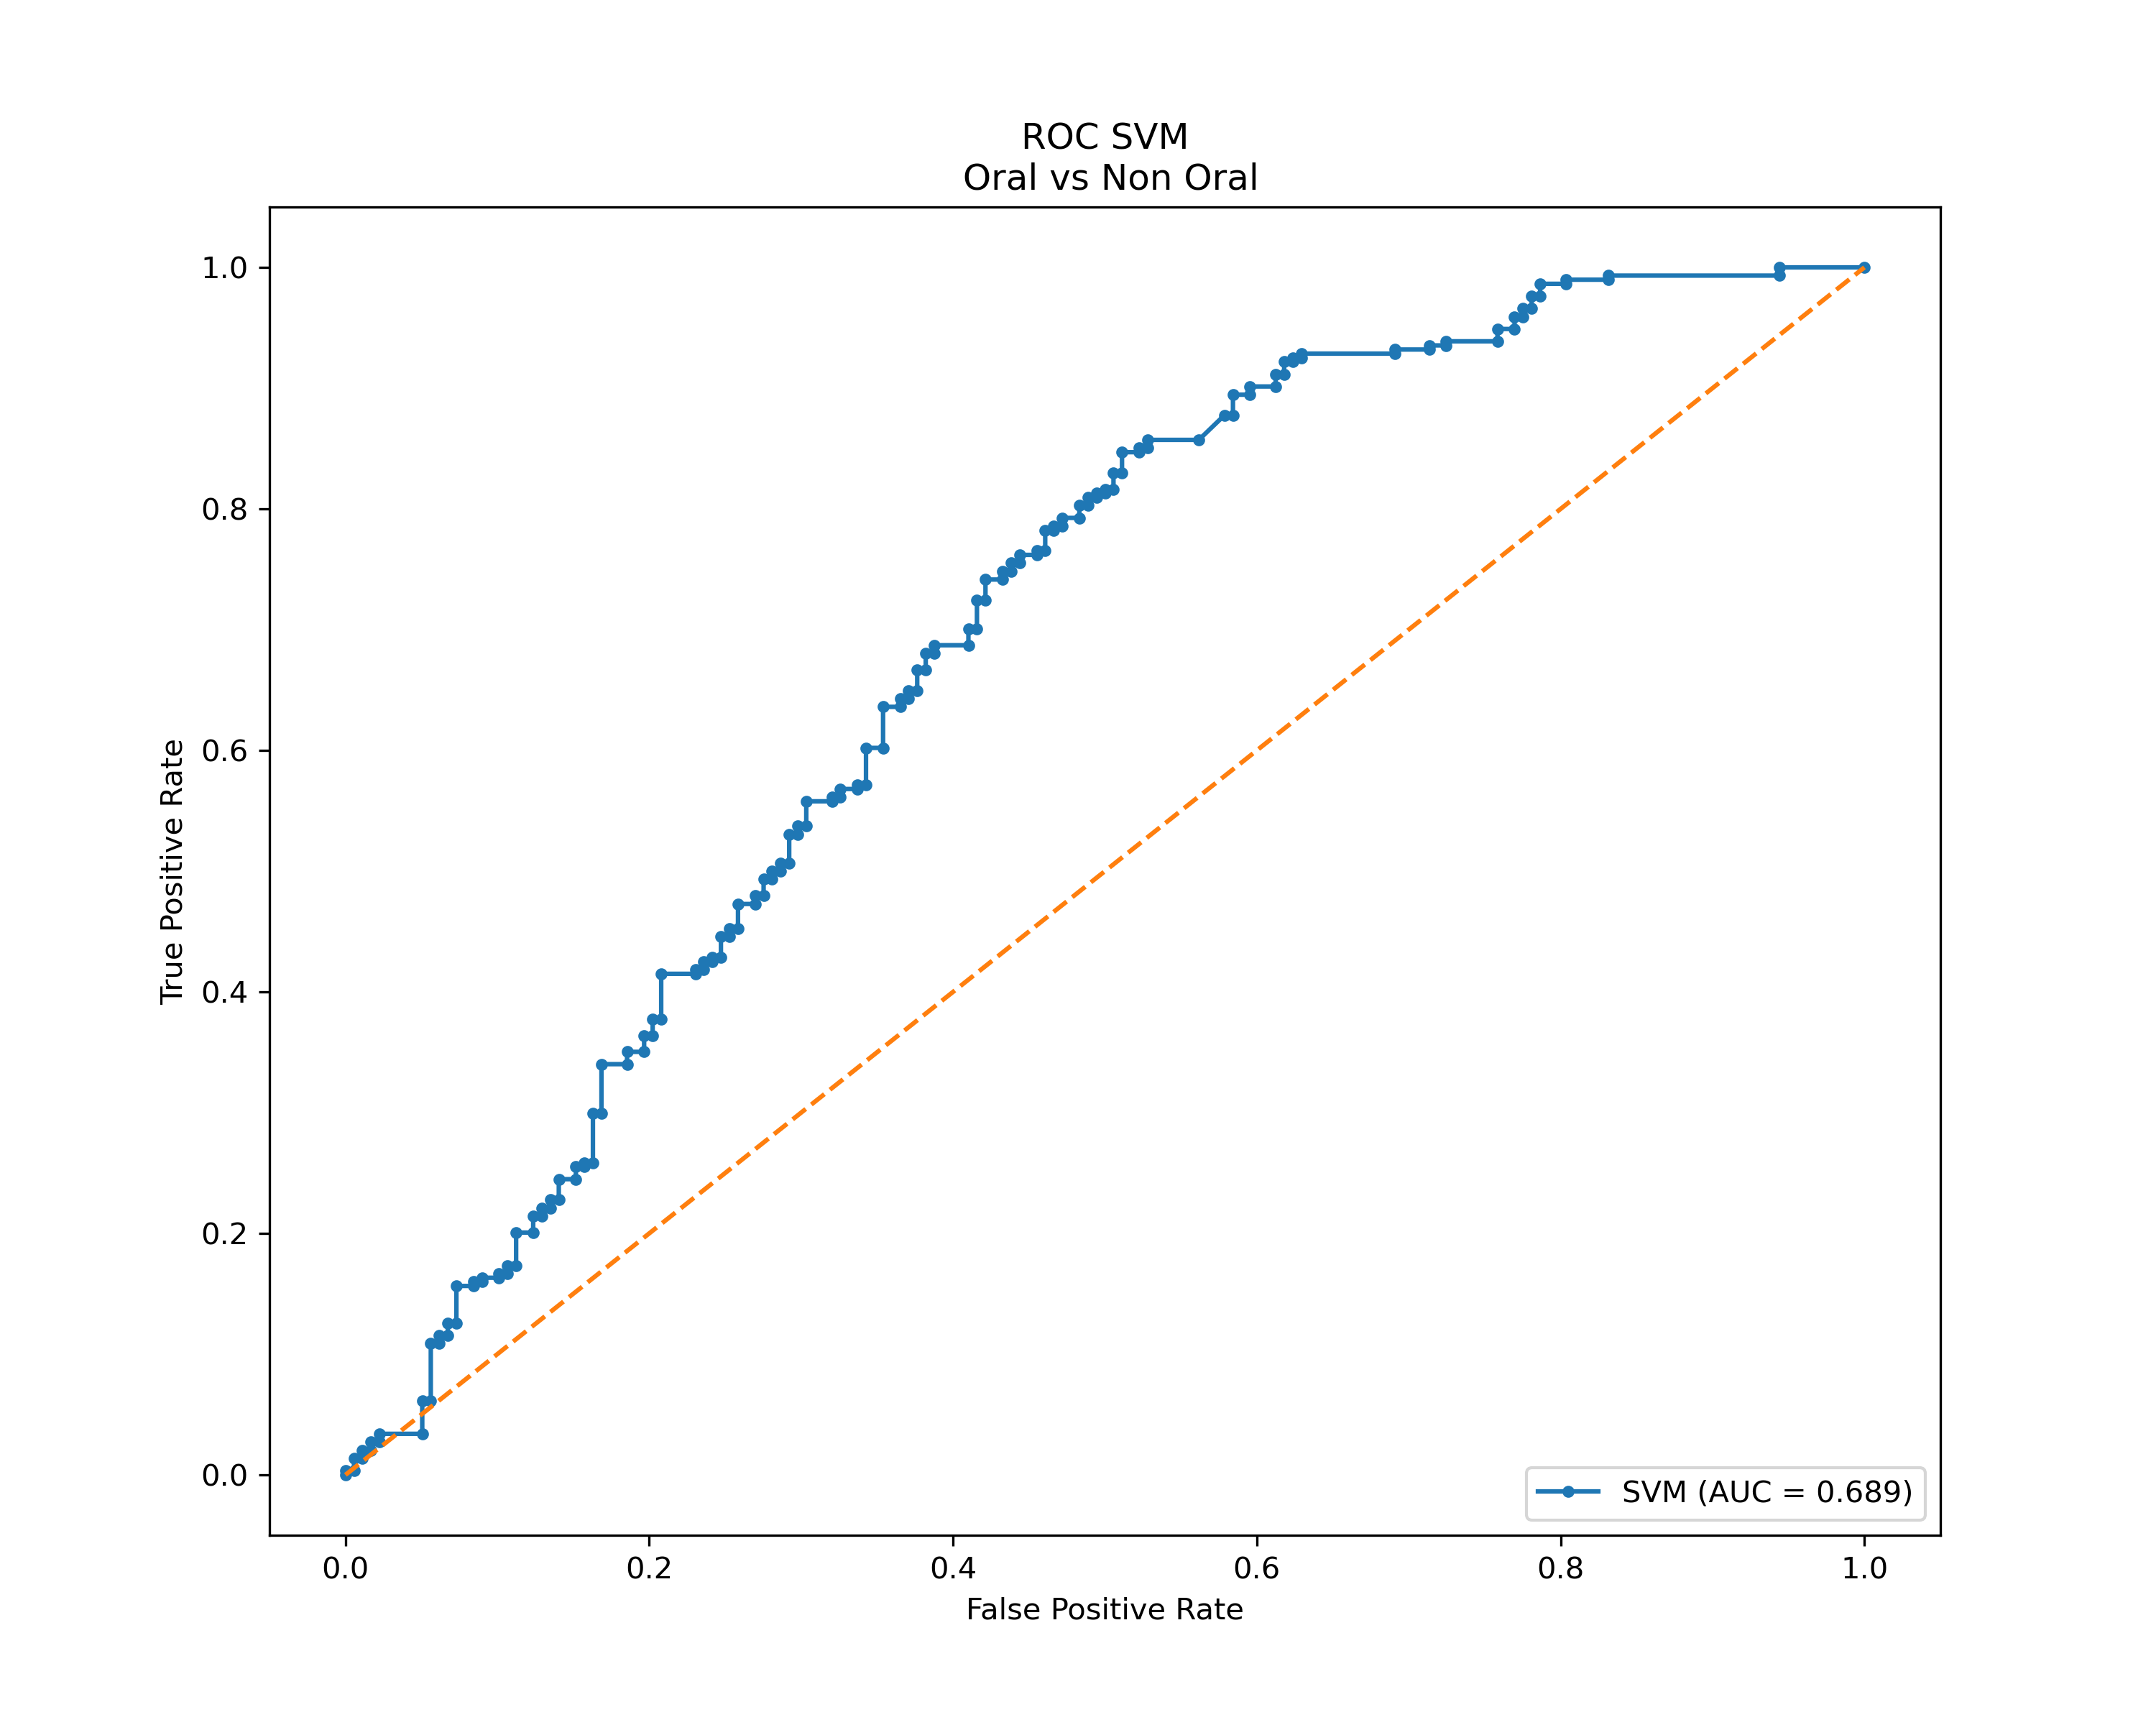 ROC SVM
Oral vs Non Oral
True Positive Rate
1.0
0.8
0.6
0.4
0.2
0.0
SVM (AUC = 0.689)
0.0 0.2 0.4 0.6 0.8 1.0
False Positive Rate